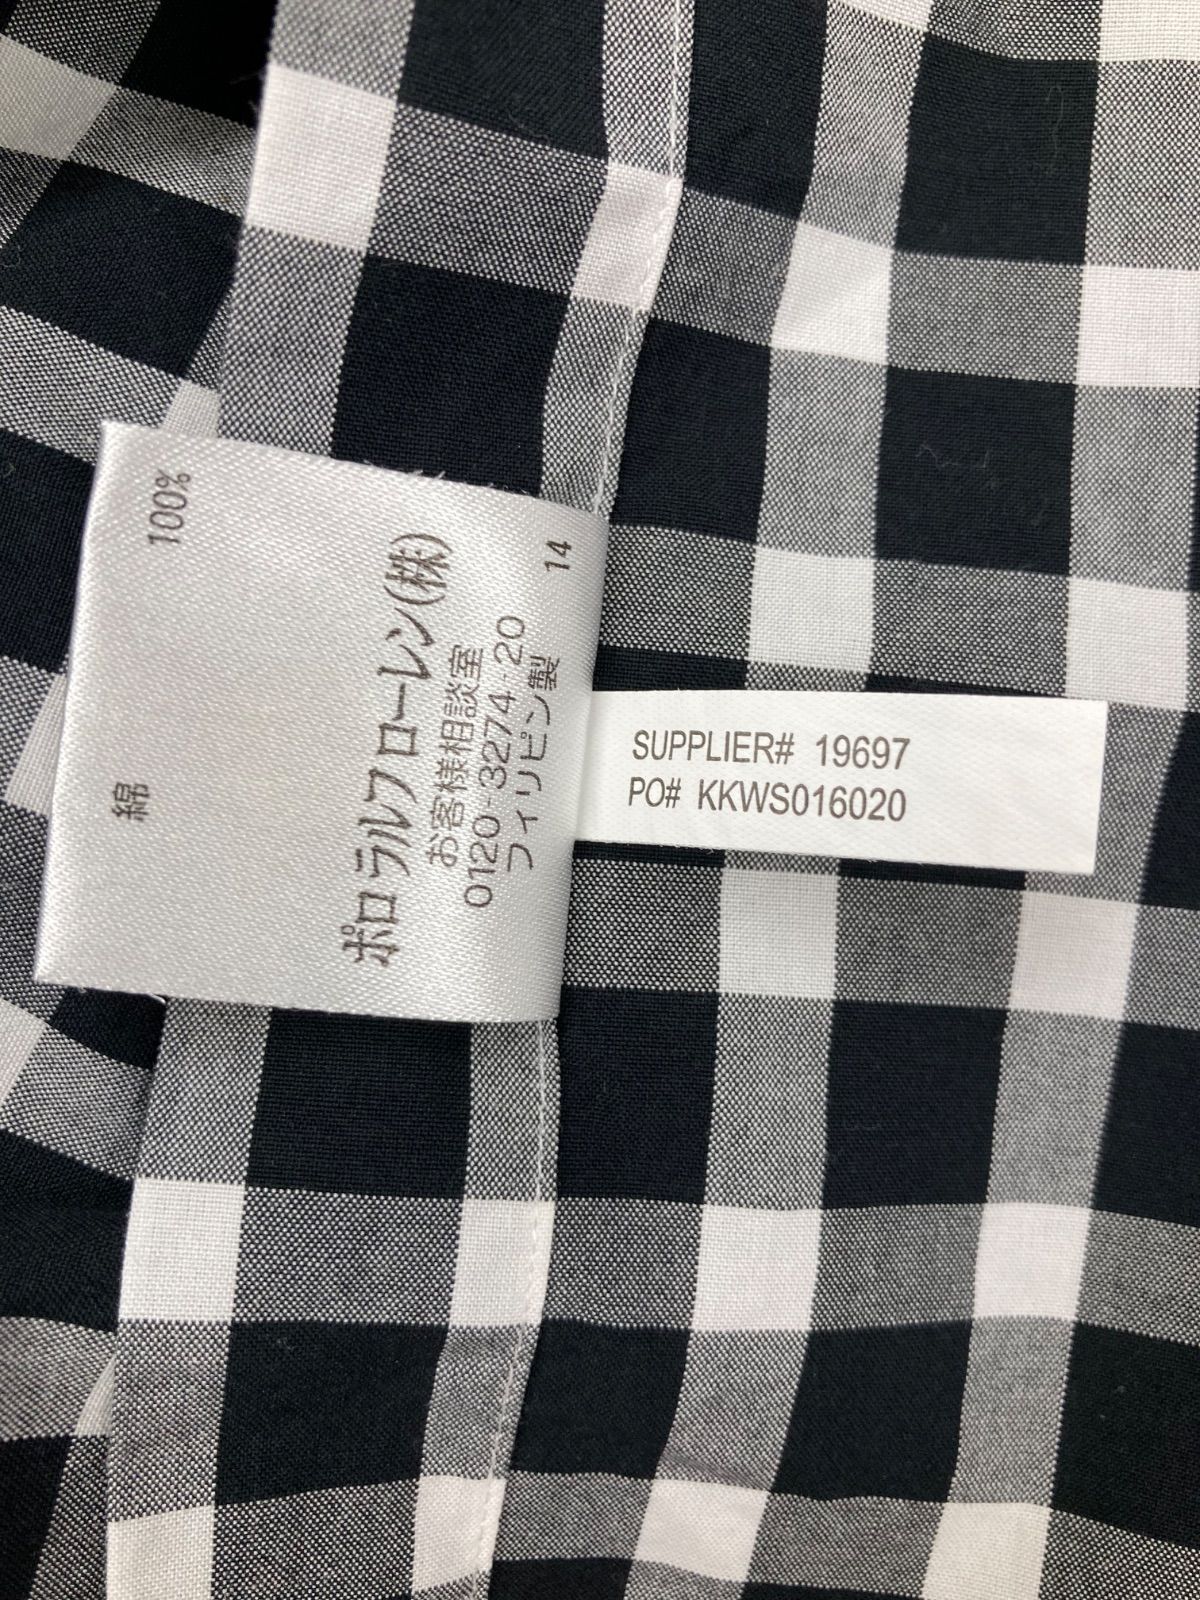 綿 100%
ポロ ラルフ ローレン(株)
お客様相談室
0120-3274-20
フィリピン製 14
SUPPLIER# 19697
PO# KKWS016020